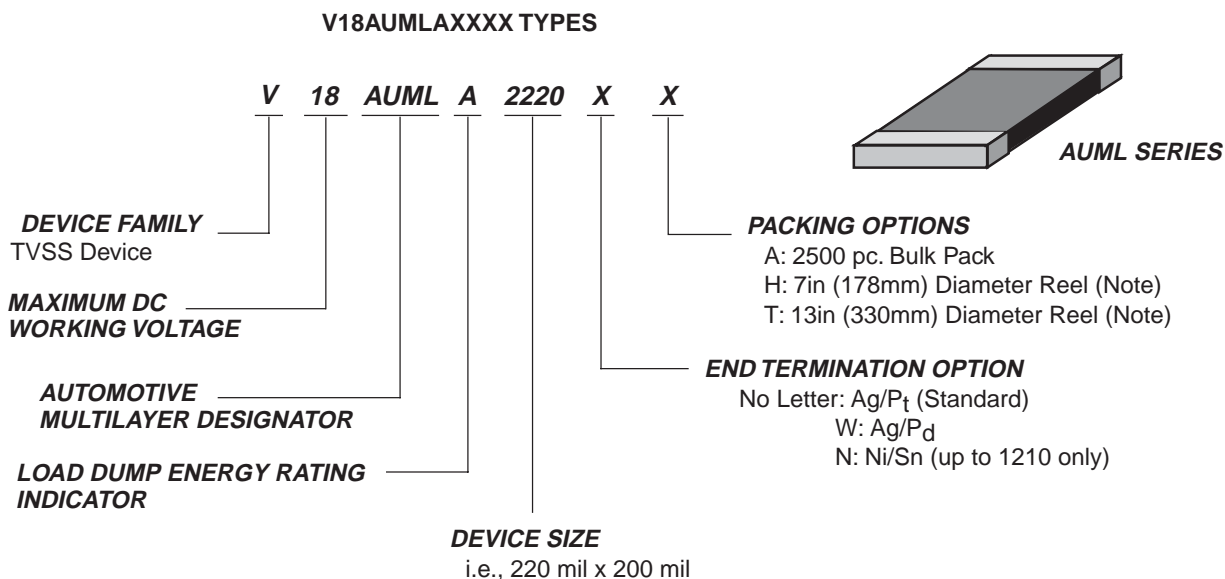 V18AUMLAXXXX TYPES
V 18 AUML A 2220 X X
AUML SERIES
DEVICE FAMILY
TVSS Device
MAXIMUM DC
WORKING VOLTAGE
AUTOMOTIVE
MULTILAYER DESIGNATOR
LOAD DUMP ENERGY RATING
INDICATOR
DEVICE SIZE
i.e., 220 mil x 200 mil
PACKING OPTIONS
A: 2500 pc. Bulk Pack
H: 7in (178mm) Diameter Reel (Note)
T: 13in (330mm) Diameter Reel (Note)
END TERMINATION OPTION
No Letter: Ag/Pt (Standard)
W: Ag/Pd
N: Ni/Sn (up to 1210 only)